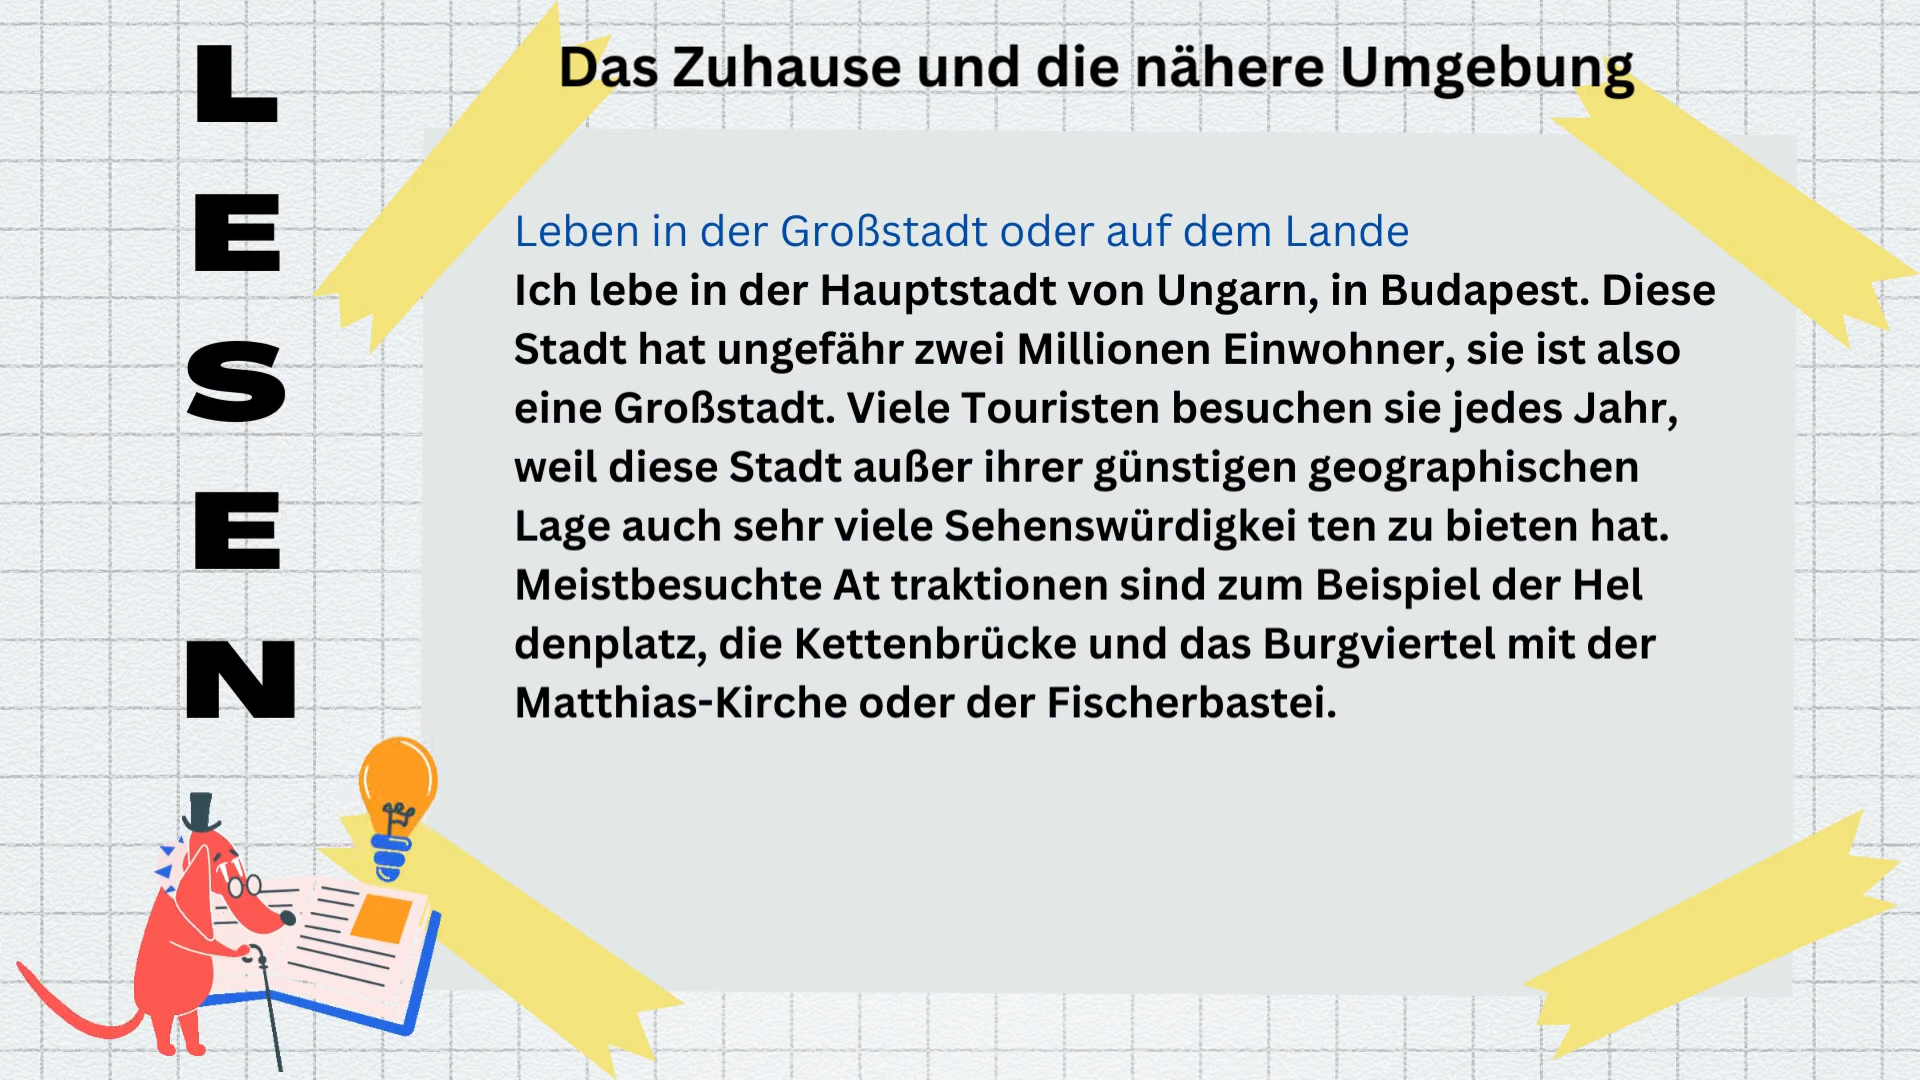 LESEN
Das Zuhause und die nähere Umgebung
Leben in der Großstadt oder auf dem Lande
Ich lebe in der Hauptstadt von Ungarn, in Budapest. Diese
Stadt hat ungefähr zwei Millionen Einwohner, sie ist also
eine Großstadt. Viele Touristen besuchen sie jedes Jahr,
weil diese Stadt außer ihrer günstigen geographischen
Lage auch sehr viele Sehenswürdigkei ten zu bieten hat.
Meistbesuchte At traktionen sind zum Beispiel der Hel
denplatz, die Kettenbrücke und das Burgviertel mit der
Matthias-Kirche oder der Fischerbastei.